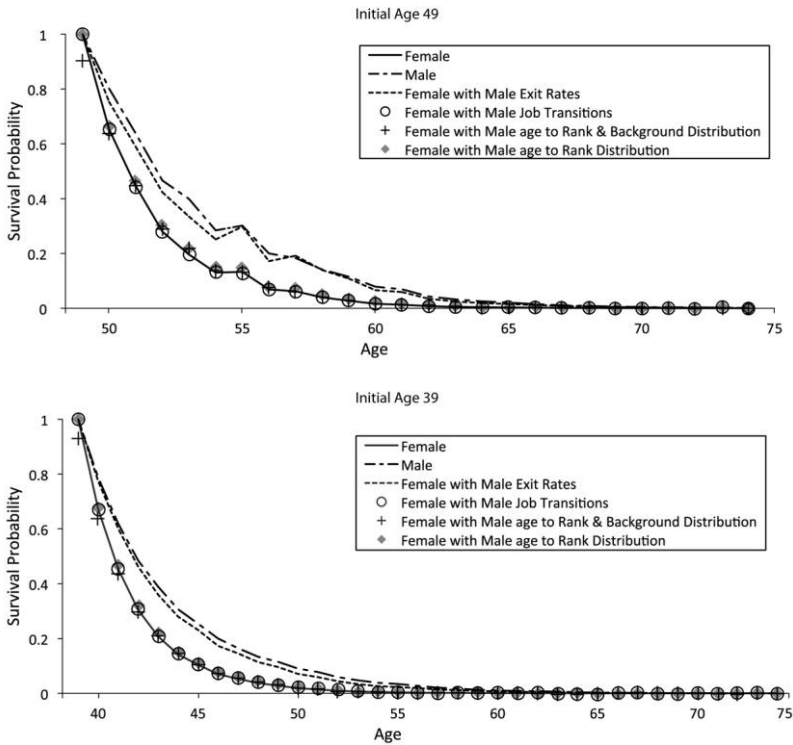 Initial Age 49
Survival Probability
1
0.8
0.6
0.4
0.2
0
50
55
60
65
70
75
Age
Female
Male
Female with Male Exit Rates
Female with Male Job Transitions
Female with Male age to Rank & Background Distribution
Female with Male age to Rank Distribution
Initial Age 39
Survival Probability
1
0.8
0.6
0.4
0.2
0
40
45
50
55
60
65
70
75
Age
Female
Male
Female with Male Exit Rates
Female with Male Job Transitions
Female with Male age to Rank & Background Distribution
Female with Male age to Rank Distribution